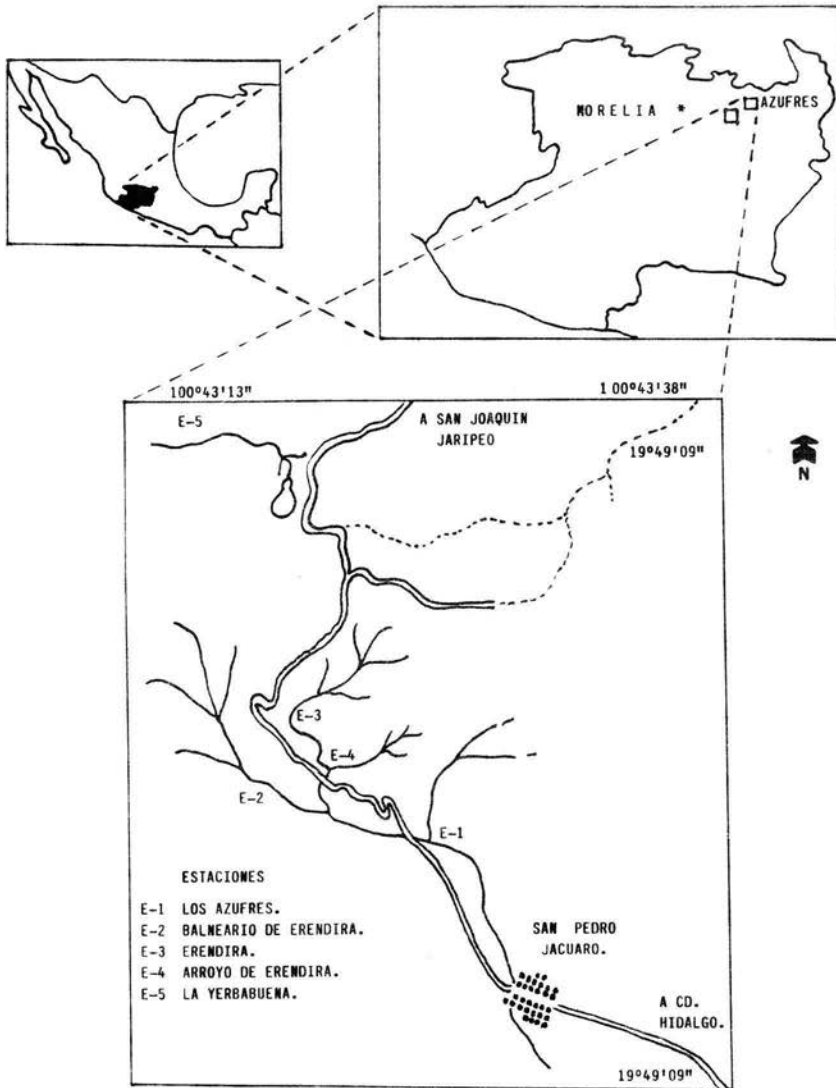 MORELIA *
AZUFRES
100°43'13"
100°43'38"
E-5
A SAN JOAQUIN
JARIPEO
19°49'09"
N
E-3
E-4
E-2
E-1
ESTACIONES
E-1 LOS AZUFRES.
E-2 BALNEARIO DE ERENDIRA.
E-3 ERENDIRA.
E-4 ARROYO DE ERENDIRA.
E-5 LA YERBABUENA.
SAN PEDRO
JACUARO.
A CD.
HIDALGO.
19°49'09"